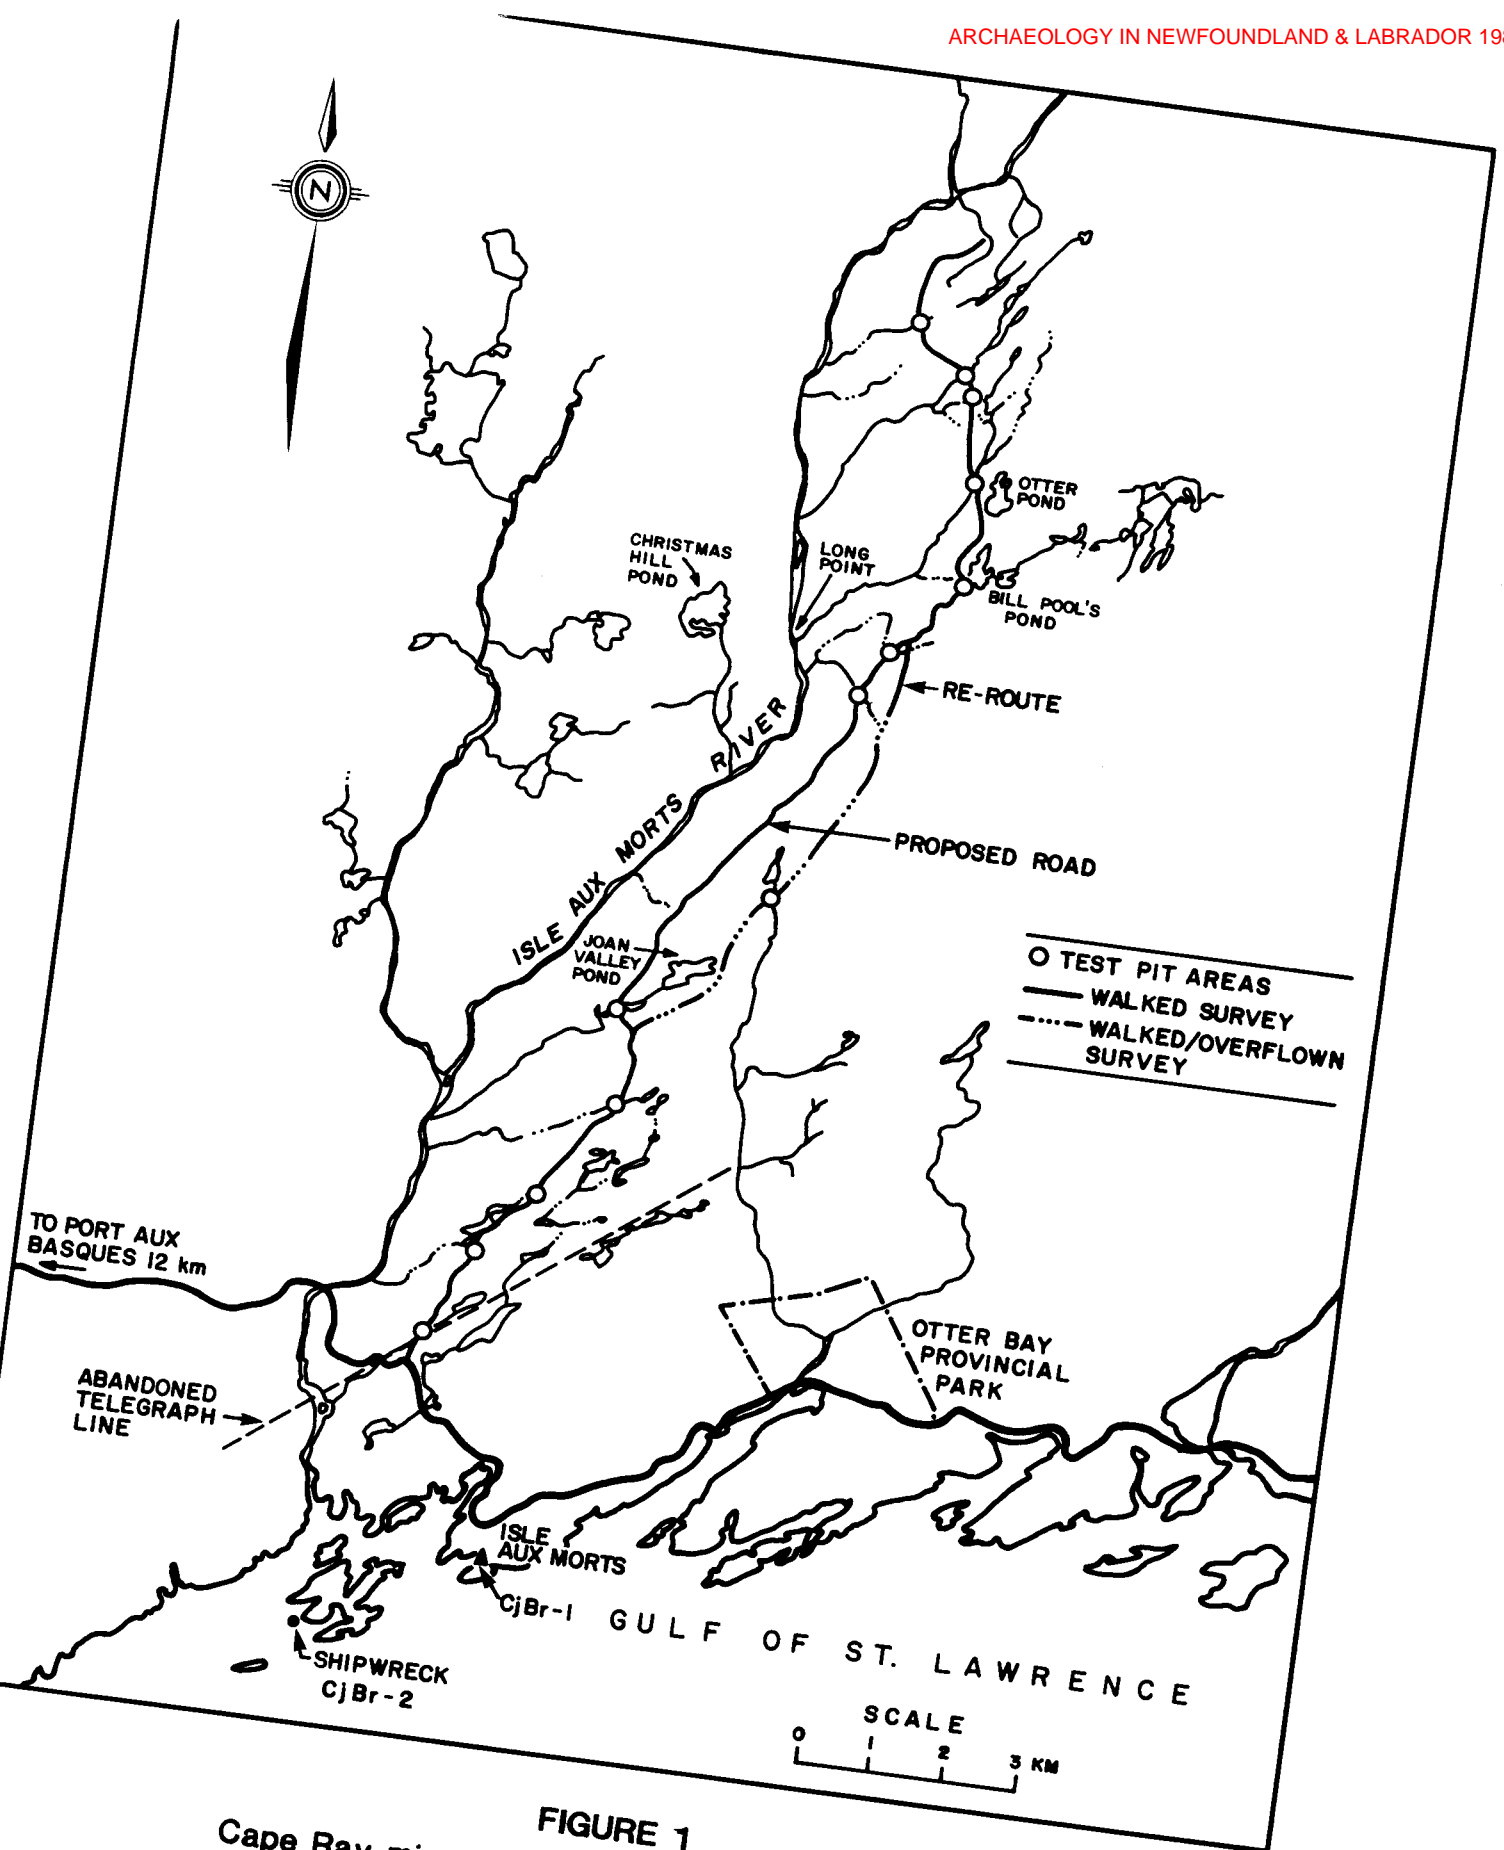 ARCHAEOLOGY IN NEWFOUNDLAND & LABRADOR
N
OTTER
POND
CHRISTMAS
HILL
POND
LONG
POINT
BILL POOL'S
POND
RE-ROUTE
ISLE AUX MORTS RIVER
PROPOSED ROAD
JOAN
VALLEY
POND
TEST PIT AREAS
WALKED SURVEY
WALKED/OVERFLOWN
SURVEY
TO PORT AUX
BASQUES 12 km
OTTER BAY
PROVINCIAL
PARK
ABANDONED
TELEGRAPH
LINE
ISLE
AUX MORTS
CjBr-1
GULF OF ST. LAWRENCE
SHIPWRECK
CjBr-2
SCALE
0 1 2 3 KM
FIGURE 1
Cape Ray